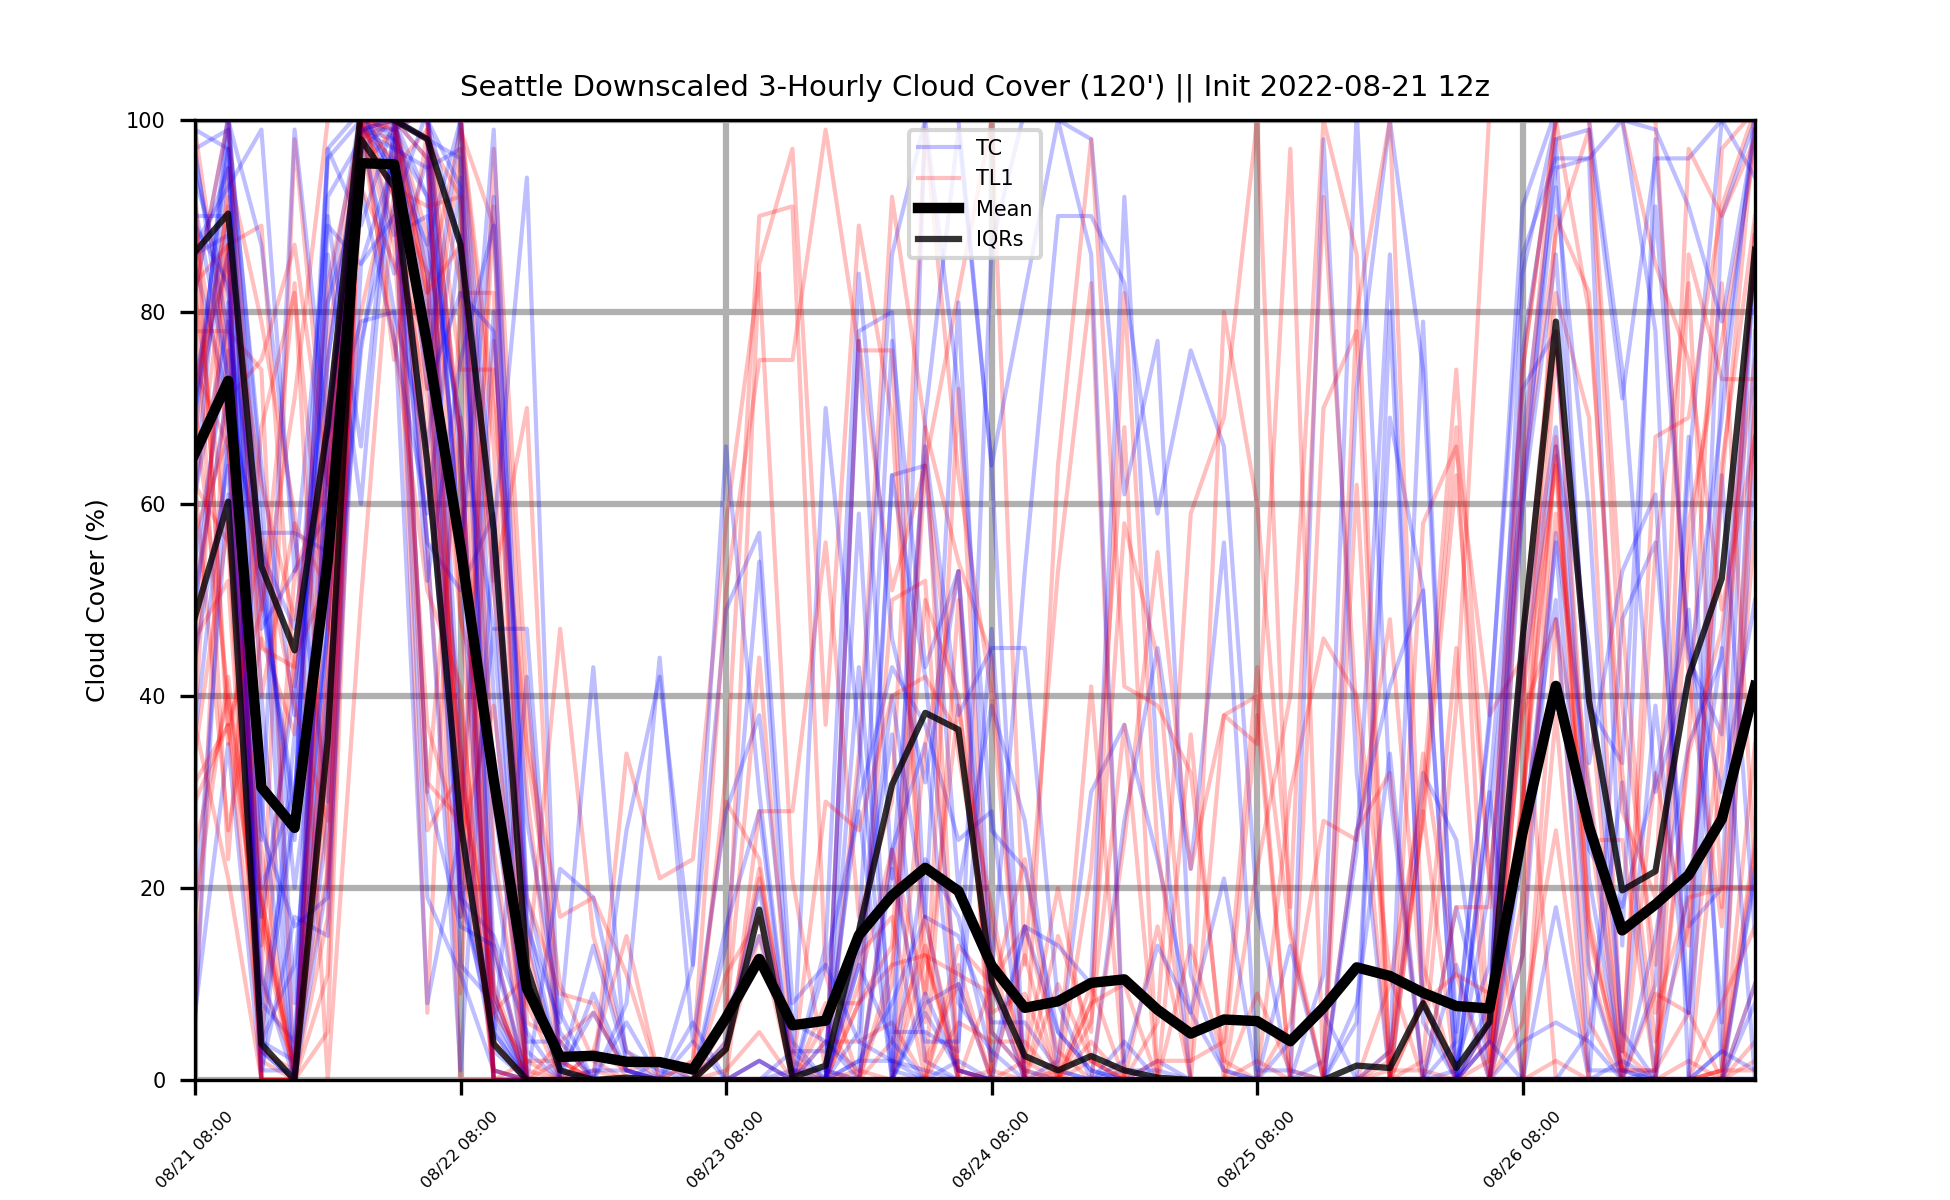 Seattle Downscaled 3-Hourly Cloud Cover (120') || Init 2022-08-21 12z
TC
TL1
Mean
IQRs
Cloud Cover (%)
100
80
60
40
20
0
08/21 08:00
08/22 08:00
08/23 08:00
08/24 08:00
08/25 08:00
08/26 08:00